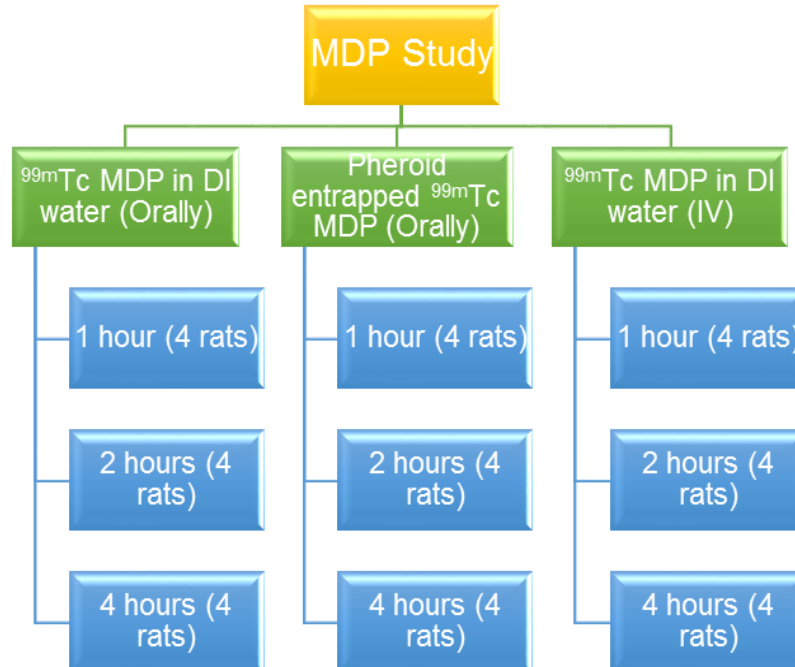 MDP Study
⁹⁹ᵐTc MDP in DI
water (Orally)
Pheroid
entrapped ⁹⁹ᵐTc
MDP (Orally)
⁹⁹ᵐTc MDP in DI
water (IV)
1 hour (4 rats)
1 hour (4 rats)
1 hour (4 rats)
2 hours (4
rats)
2 hours (4
rats)
2 hours (4
rats)
4 hours (4
rats)
4 hours (4
rats)
4 hours (4
rats)